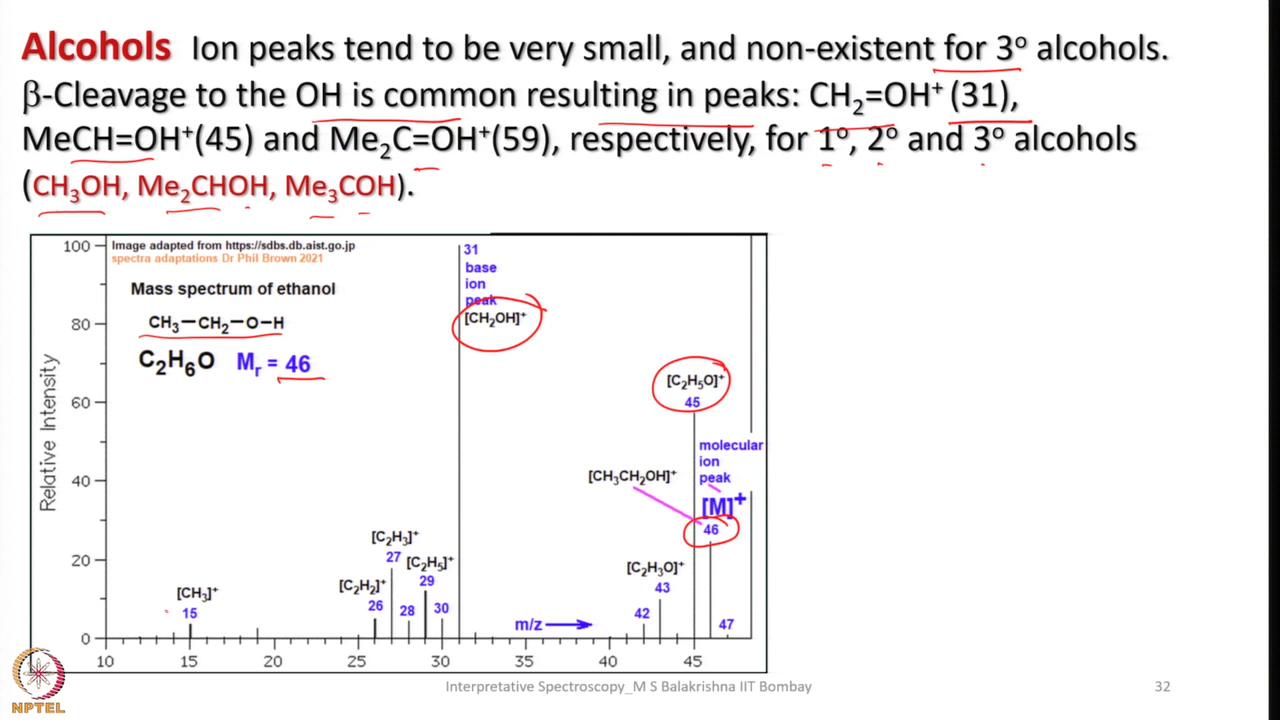 Alcohols Ion peaks tend to be very small, and non-existent for 3º alcohols.
β-Cleavage to the OH is common resulting in peaks: CH₂=OH⁺ (31),
MeCH=OH⁺(45) and Me₂C=OH⁺(59), respectively, for 1º, 2º and 3º alcohols
(CH₃OH, Me₂CHOH, Me₃COH).
Image adapted from https://sdbs.db.aist.go.jp
spectra adaptations Dr Phil Brown 2021
Mass spectrum of ethanol
CH₃—CH₂—O—H
C₂H₆O Mᵣ = 46
Relative Intensity
100
80
60
40
20
0
31
base
ion
peak
[CH₂OH]⁺
[C₂H₅O]⁺
45
molecular
ion
peak
[CH₃CH₂OH]⁺
[M]⁺
46
[C₂H₃]⁺
27
[C₂H₅]⁺
29
[C₂H₂]⁺
26
28
30
[CH₃]⁺
15
[C₂H₃O]⁺
43
42
47
m/z
10 15 20 25 30 35 40 45
NPTEL
Interpretative Spectroscopy_M S Balakrishna IIT Bombay
32